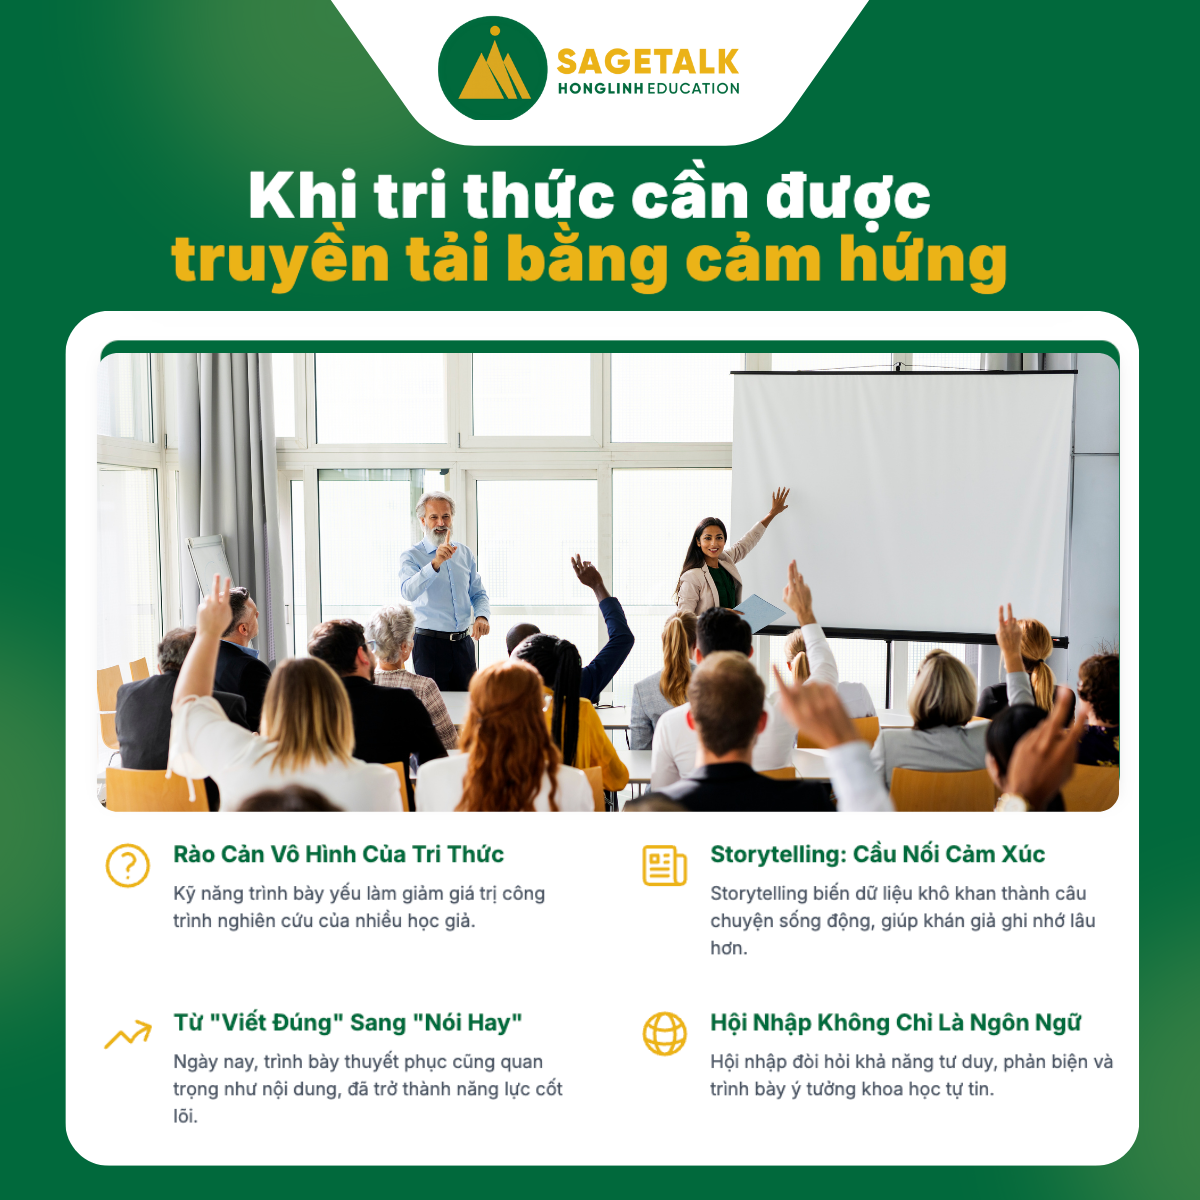 SAGETALK
HONGLINH EDUCATION
Khi tri thức cần được
truyền tải bằng cảm hứng
Rào Cản Vô Hình Của Tri Thức
Kỹ năng trình bày yếu làm giảm giá trị công
trình nghiên cứu của nhiều học giả.
Storytelling: Cầu Nối Cảm Xúc
Storytelling biến dữ liệu khô khan thành câu
chuyện sống động, giúp khán giả ghi nhớ lâu
hơn.
Từ "Viết Đúng" Sang "Nói Hay"
Ngày nay, trình bày thuyết phục cũng quan
trọng như nội dung, đã trở thành năng lực cốt
lõi.
Hội Nhập Không Chỉ Là Ngôn Ngữ
Hội nhập đòi hỏi khả năng tư duy, phản biện và
trình bày ý tưởng khoa học tự tin.